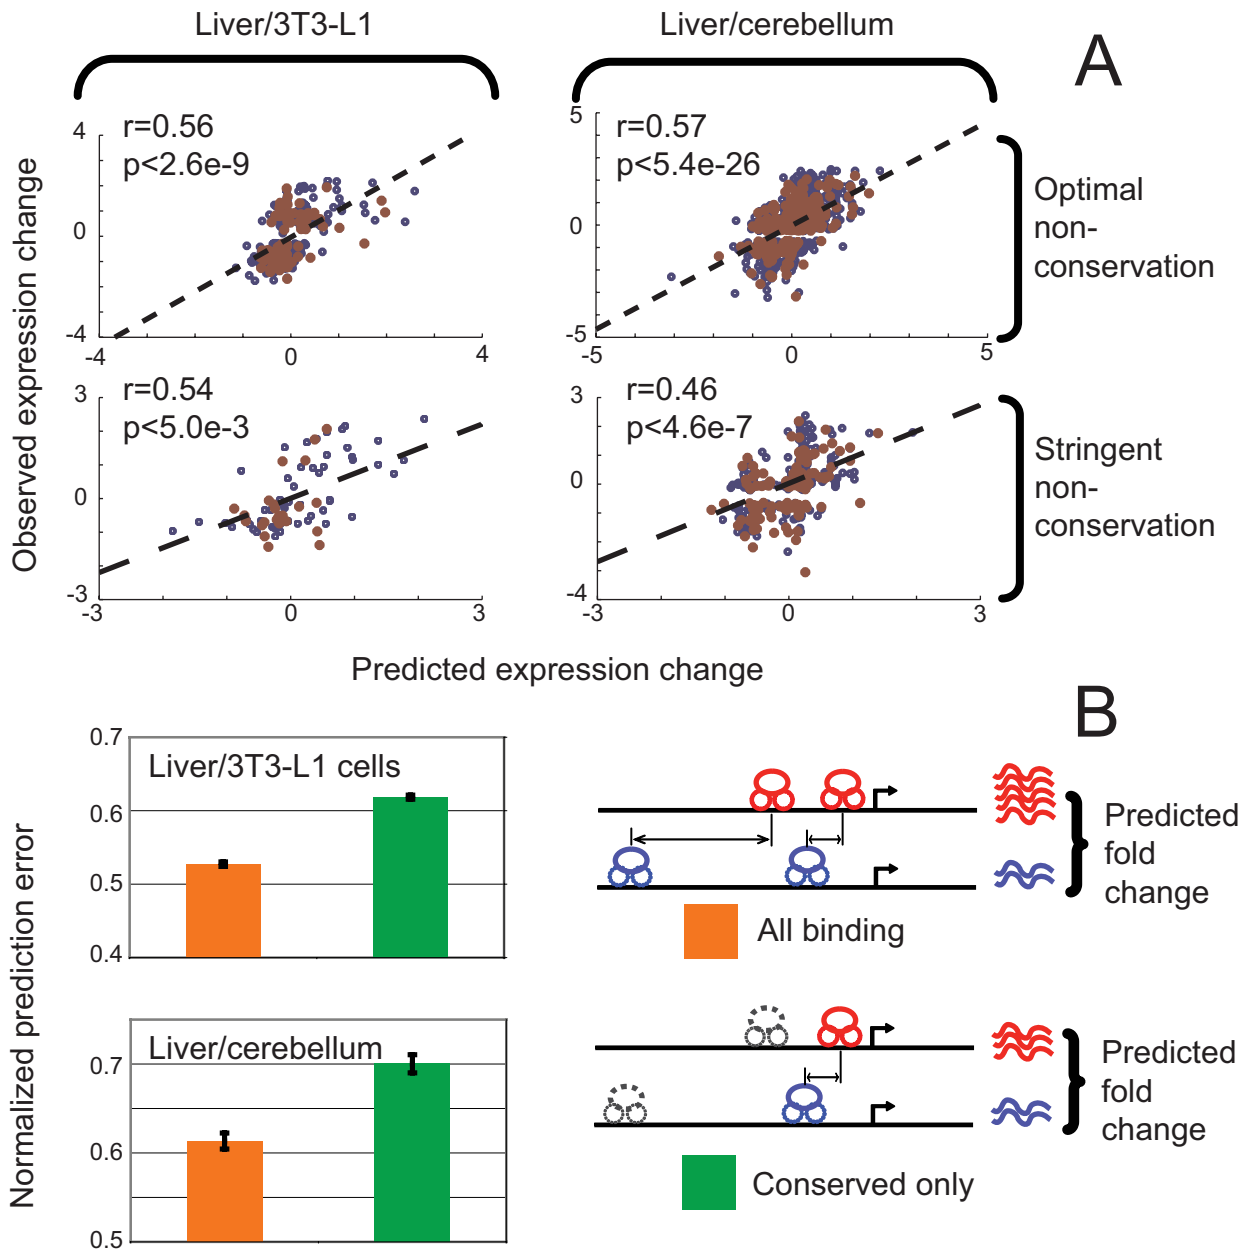 Liver/3T3-L1
Liver/cerebellum
A
Observed expression change
r=0.56
p<2.6e-9
4
0
-4
-4
0
4
r=0.57
p<5.4e-26
5
0
-5
-5
0
5
Optimal
non-
conservation
r=0.54
p<5.0e-3
3
0
-3
-3
0
3
r=0.46
p<4.6e-7
3
0
-4
-3
0
3
Stringent
non-
conservation
Predicted expression change
B
Normalized prediction error
0.7
0.6
0.5
0.4
Liver/3T3-L1 cells
Predicted
fold
change
All binding
0.7
0.6
0.5
Liver/cerebellum
Predicted
fold
change
Conserved only